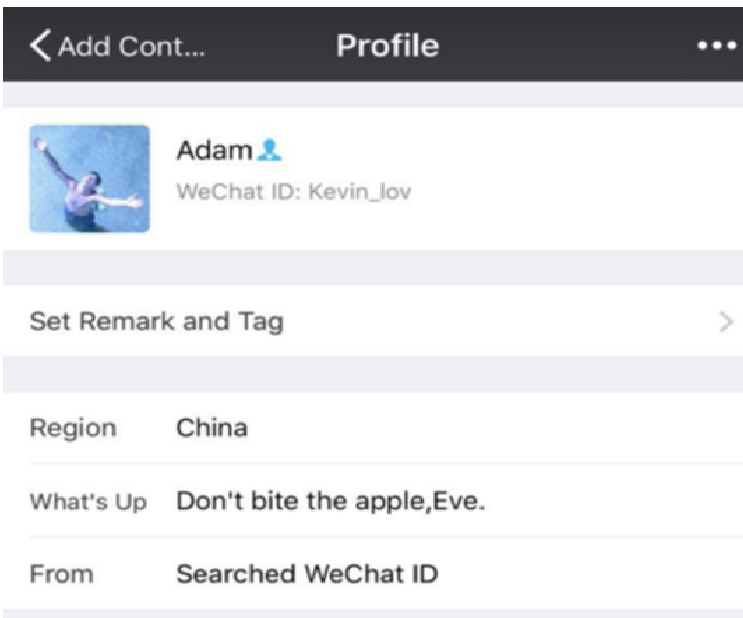 Add Cont...
Profile
Adam
WeChat ID: Kevin_lov
Set Remark and Tag
Region China
What's Up Don't bite the apple,Eve.
From Searched WeChat ID